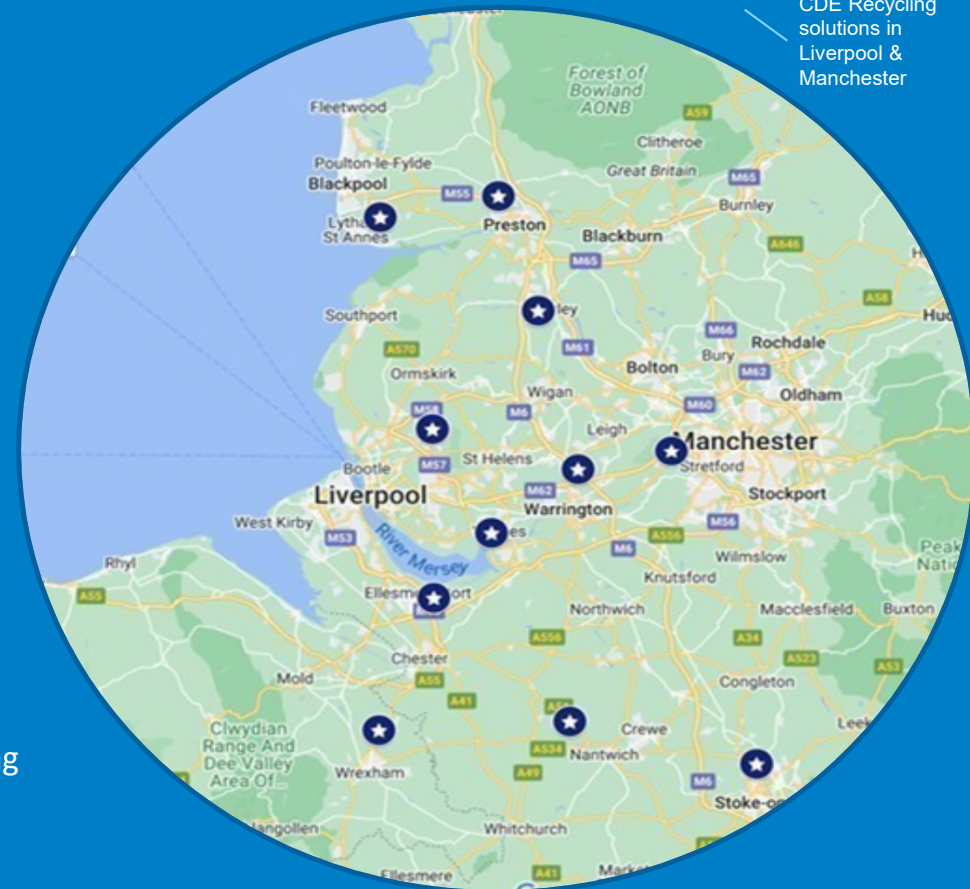 CDE Recycling
solutions in
Liverpool &
Manchester
Forest of
Bowland
AONB
Fleetwood
A59
Clitheroe
Poulton-le-Fylde
Great Britain
M65
Blackpool
M55
Burnley
St Annes
Preston
Blackburn
A646
M65
A58
Southport
M66
Rochdale
M61
A570
Bury
Bolton
M62
Ormskirk
Wigan
Oldham
M6
M60
M58
Leigh
Manchester
M57
St Helens
Stretford
Bootle
Liverpool
M62
Stockport
Warrington
West Kirby
M56
M53
River Mersey
A556
M6
Wilmslow
Rhyl
Knutsford
A55
Northwich
Macclesfield
Buxton
A556
A34
Chester
A523
A53
Mold
A55
Congleton
A41
Clwydian
Range And
Dee Valley
Area Of...
Crewe
A534
Nantwich
Wrexham
A49
M6
Whitchurch
A41
Ellesmere